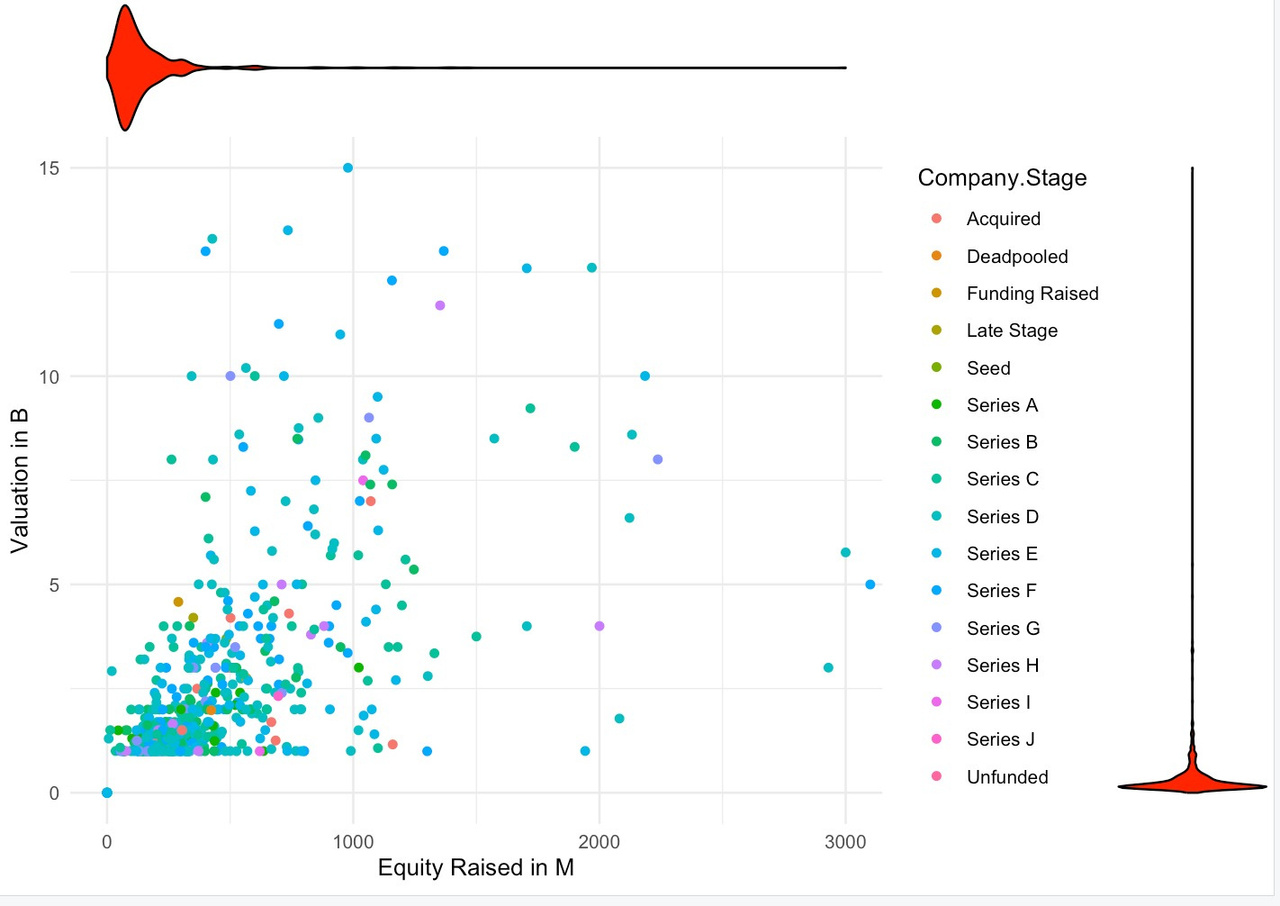 15
10
5
0
Valuation in B
0 1000 2000 3000
Equity Raised in M
Company.Stage
Acquired
Deadpooled
Funding Raised
Late Stage
Seed
Series A
Series B
Series C
Series D
Series E
Series F
Series G
Series H
Series I
Series J
Unfunded